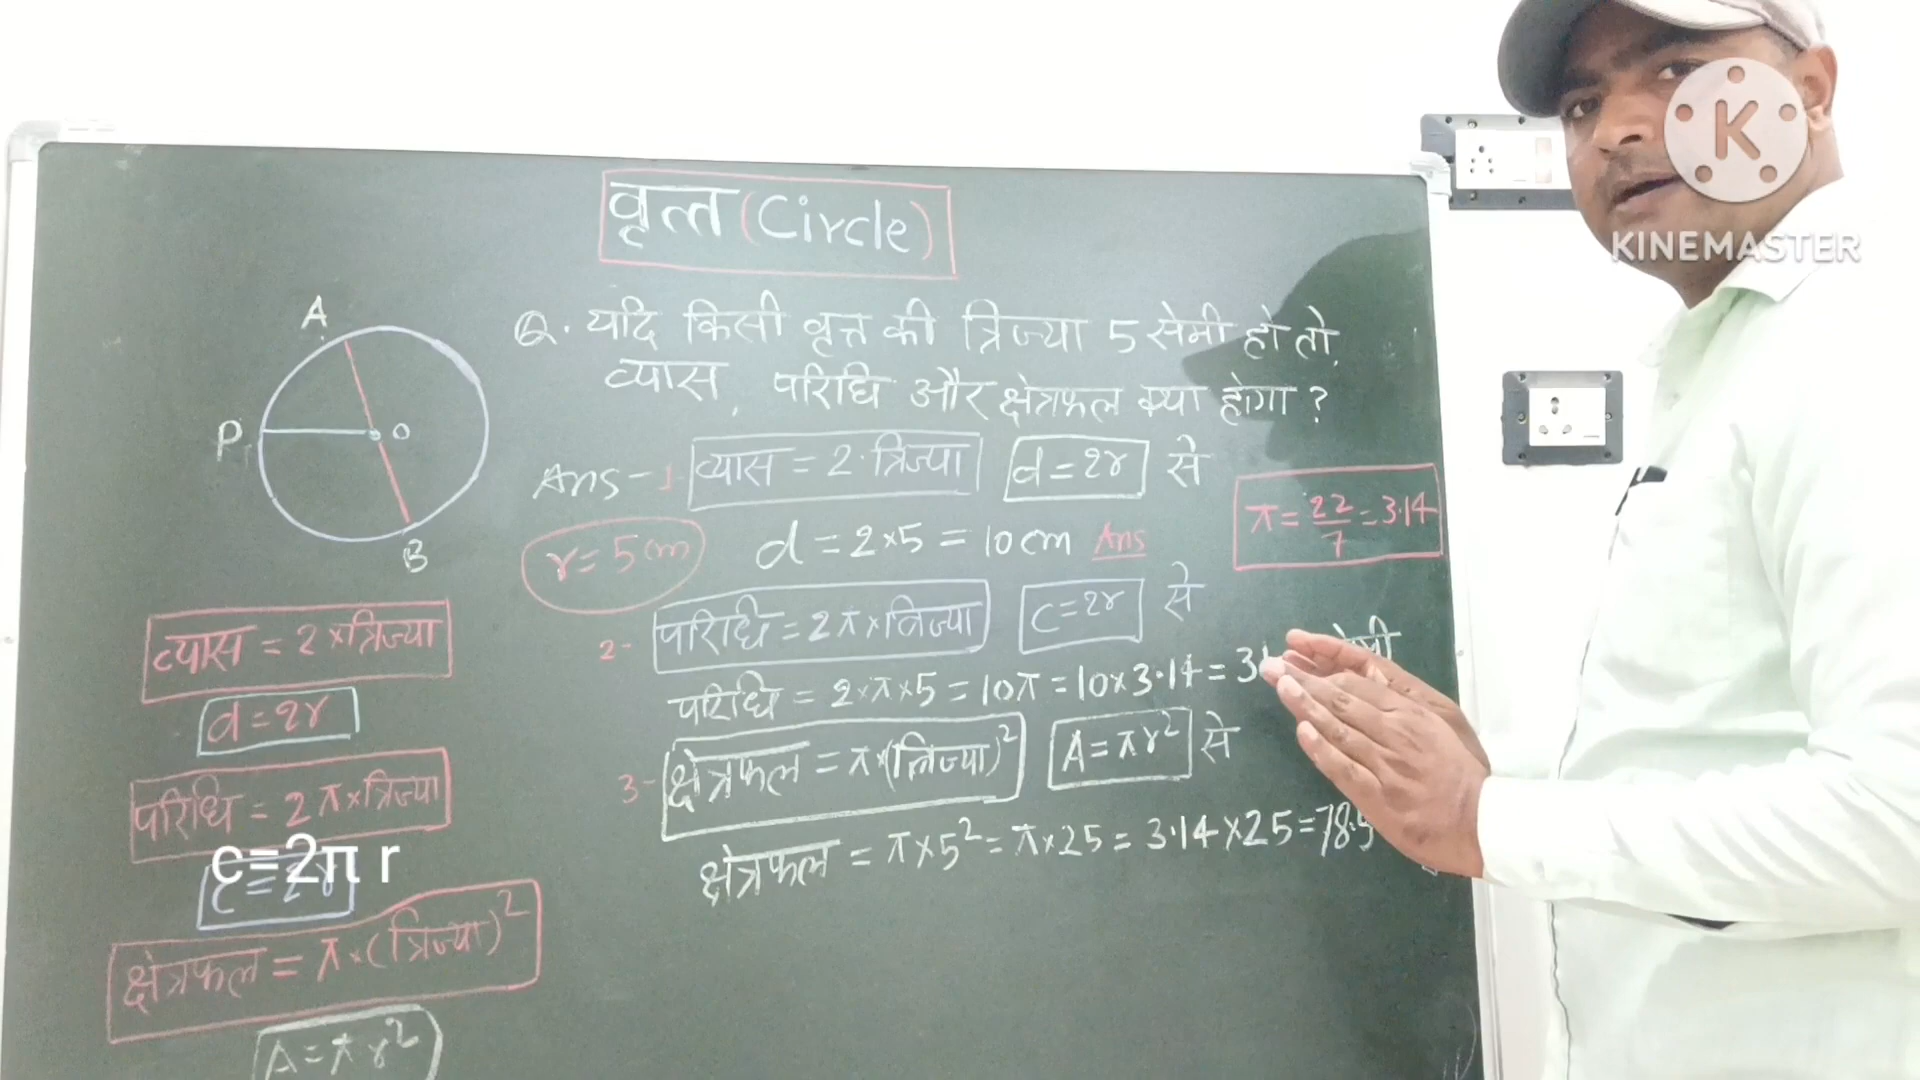 वृत्त (Circle)
A
P
O
B
Q. यदि किसी वृत्त की त्रिज्या 5 सेमी हो तो
व्यास, परिधि और क्षेत्रफल क्या होगा ?
Ans - 1 व्यास = 2·त्रिज्या d=2r से
r = 5cm
d = 2×5 = 10 cm Ans
π = 22/7 = 3.14
2- परिधि = 2π×त्रिज्या c=2r से
परिधि = 2×π×5 = 10π = 10×3.14 =
3- क्षेत्रफल = π×(त्रिज्या)² A=πr² से
क्षेत्रफल = π×5² = π×25 = 3.14×25 = 78.5
व्यास = 2×त्रिज्या
d=2r
परिधि = 2π×त्रिज्या
c=2π r
क्षेत्रफल = π×(त्रिज्या)²
A=πr²
K
KINEMASTER